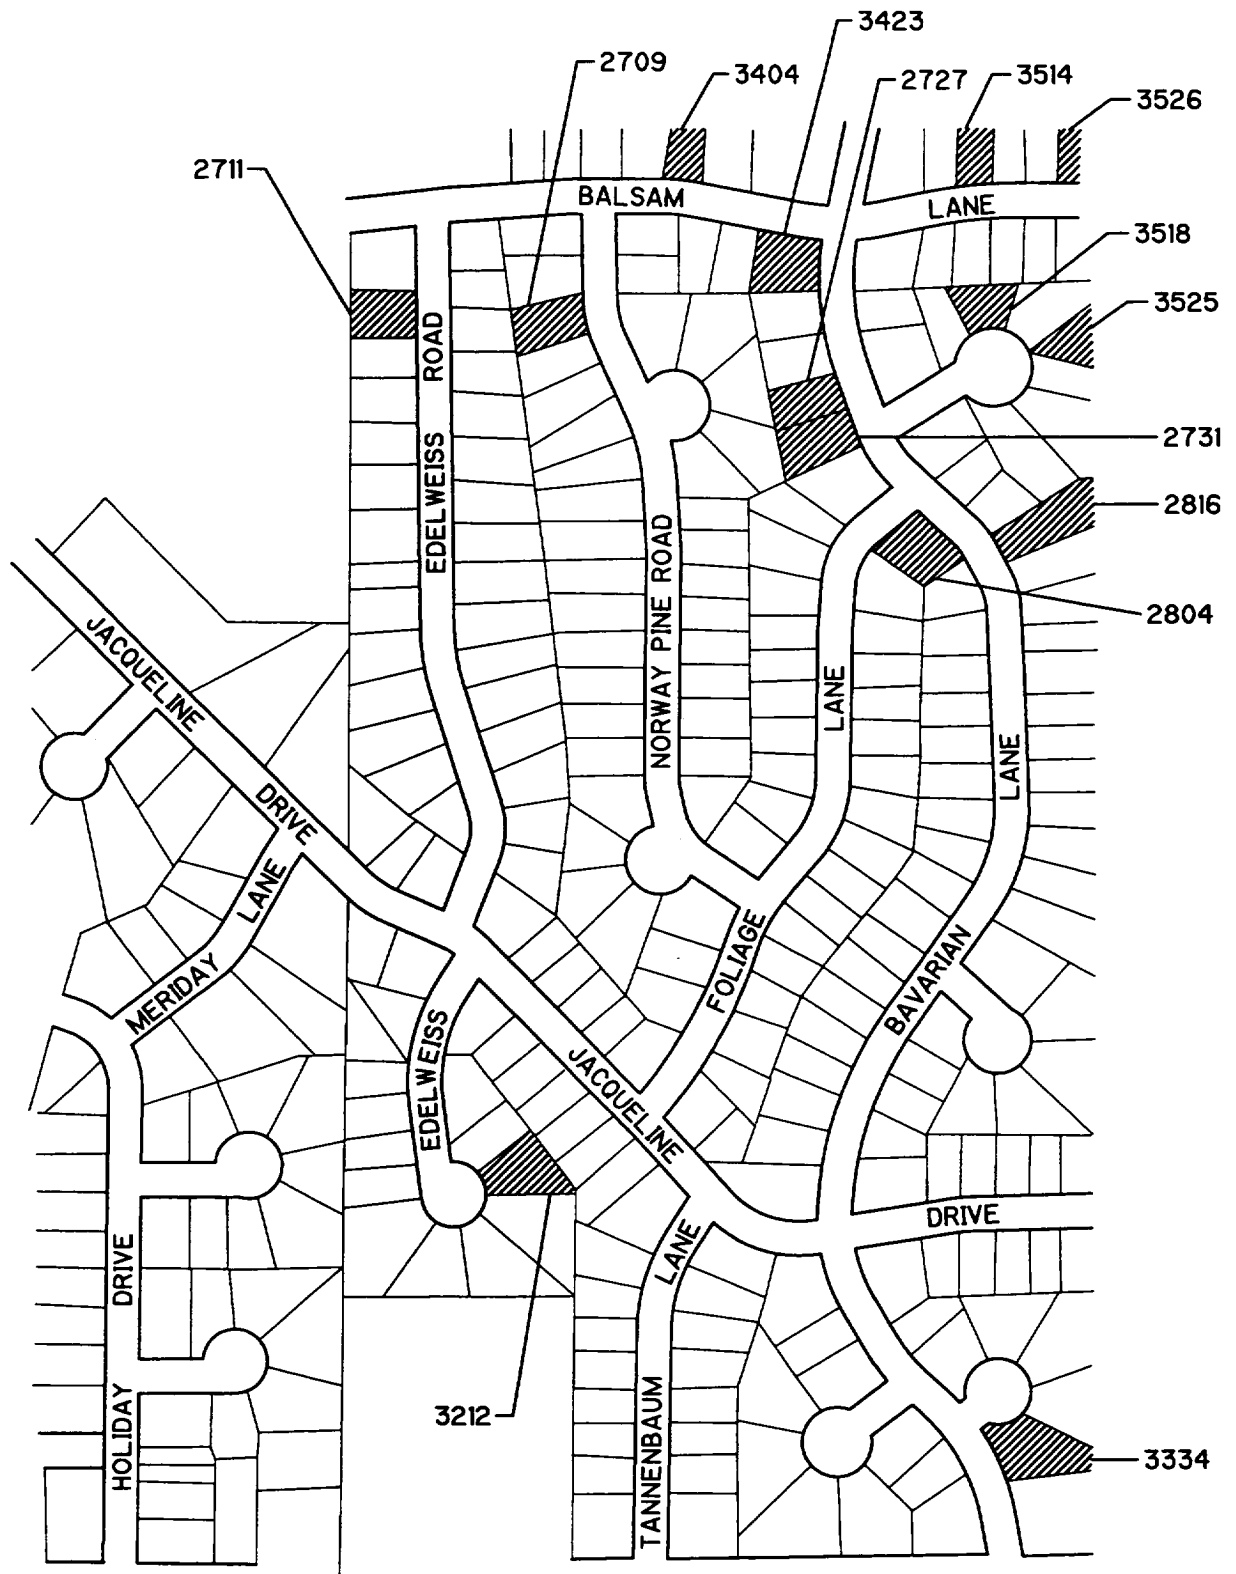 3423
2709
3404
2727
3514
3526
2711
BALSAM
LANE
3518
3525
EDELWEISS ROAD
2731
2816
2804
NORWAY PINE ROAD
LANE
JACQUELINE
DRIVE
LANE
MERIDAY
LANE
FOLIAGE
BAVARIAN
EDELWEISS
JACQUELINE
DRIVE
LANE
HOLIDAY DRIVE
3212
TANNENBAUM
3334